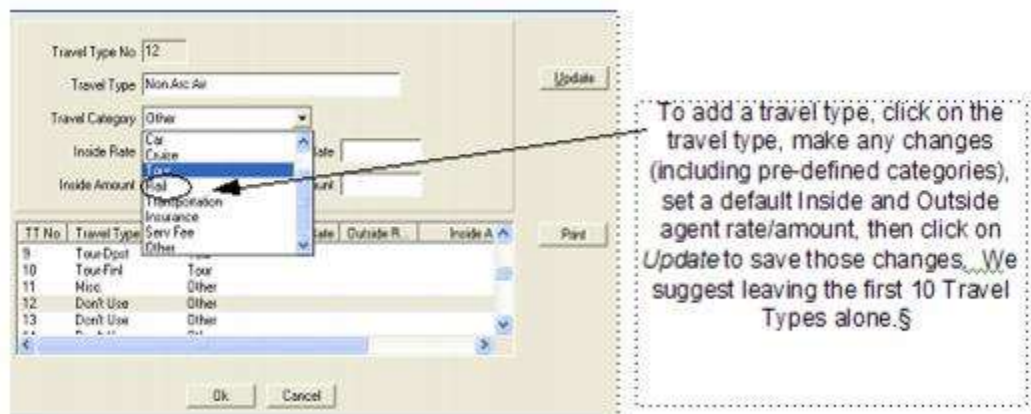 Travel Type No 12
Travel Type Non Arc Air
Update
Travel Category Other
Car
Inside Rate Cruise
Tour
Inside Amount Rail
Transportation
Insurance
Serv Fee
Other
TT No Travel Type Outside R... Inside A
Print
9 Tour-Dpst
10 Tour-Finl Tour
11 Misc. Other
12 Don't Use Other
13 Don't Use Other
Ok Cancel
To add a travel type, click on the
travel type, make any changes
(including pre-defined categories),
set a default Inside and Outside
agent rate/amount, then click on
Update to save those changes. We
suggest leaving the first 10 Travel
Types alone.§